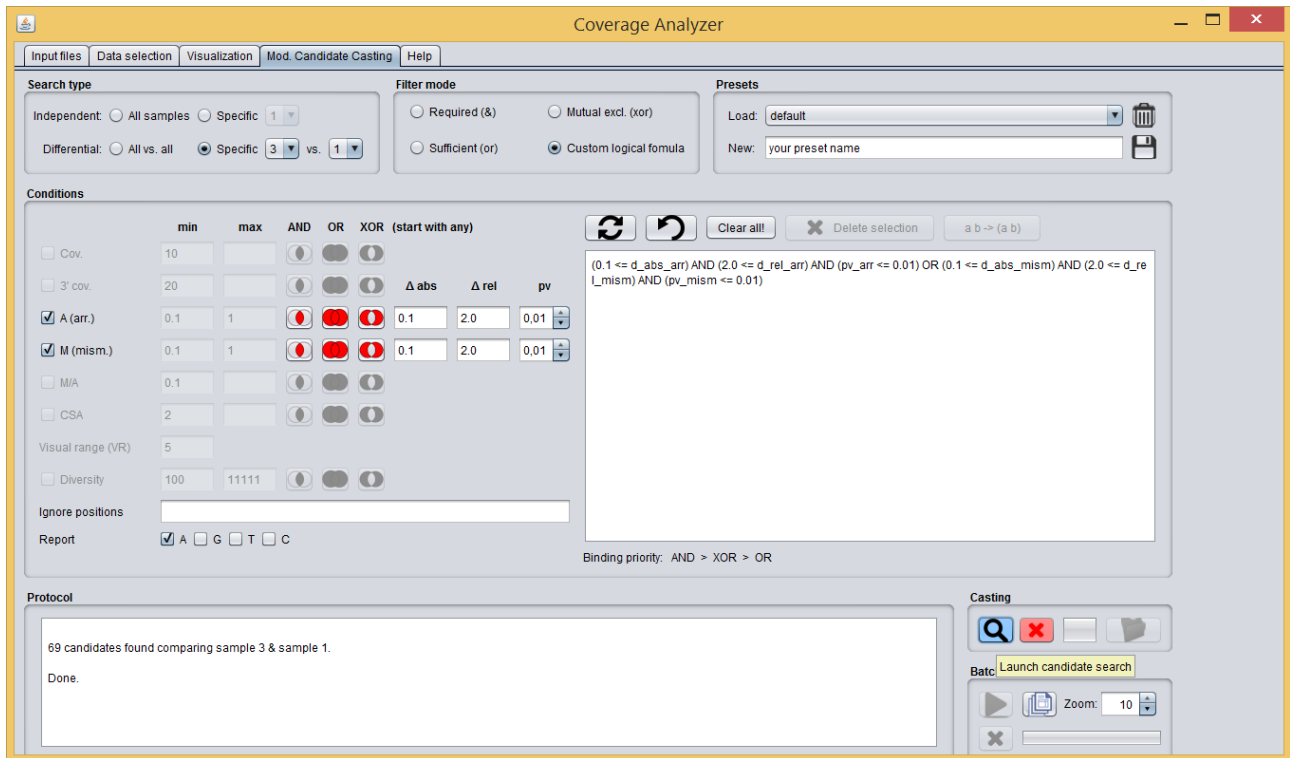 Coverage Analyzer
Input files Data selection Visualization Mod. Candidate Casting Help
Search type
Independent: All samples Specific 1
Differential: All vs. all Specific 3 vs. 1
Filter mode
Required (&) Mutual excl. (xor)
Sufficient (or) Custom logical fomula
Presets
Load: default
New: your preset name
Conditions
min max AND OR XOR (start with any)
Cov. 10
3' cov. 20 Δ abs Δ rel pv
A (arr.) 0.1 1 0.1 2.0 0,01
M (mism.) 0.1 1 0.1 2.0 0,01
M/A 0.1
CSA 2
Visual range (VR) 5
Diversity 100 11111
Ignore positions
Report A G T C
Clear all! Delete selection a b -> (a b)
(0.1 <= d_abs_arr) AND (2.0 <= d_rel_arr) AND (pv_arr <= 0.01) OR (0.1 <= d_abs_mism) AND (2.0 <= d_re
l_mism) AND (pv_mism <= 0.01)
Binding priority: AND > XOR > OR
Protocol
69 candidates found comparing sample 3 & sample 1.
Done.
Casting
Launch candidate search
Batc
Zoom: 10